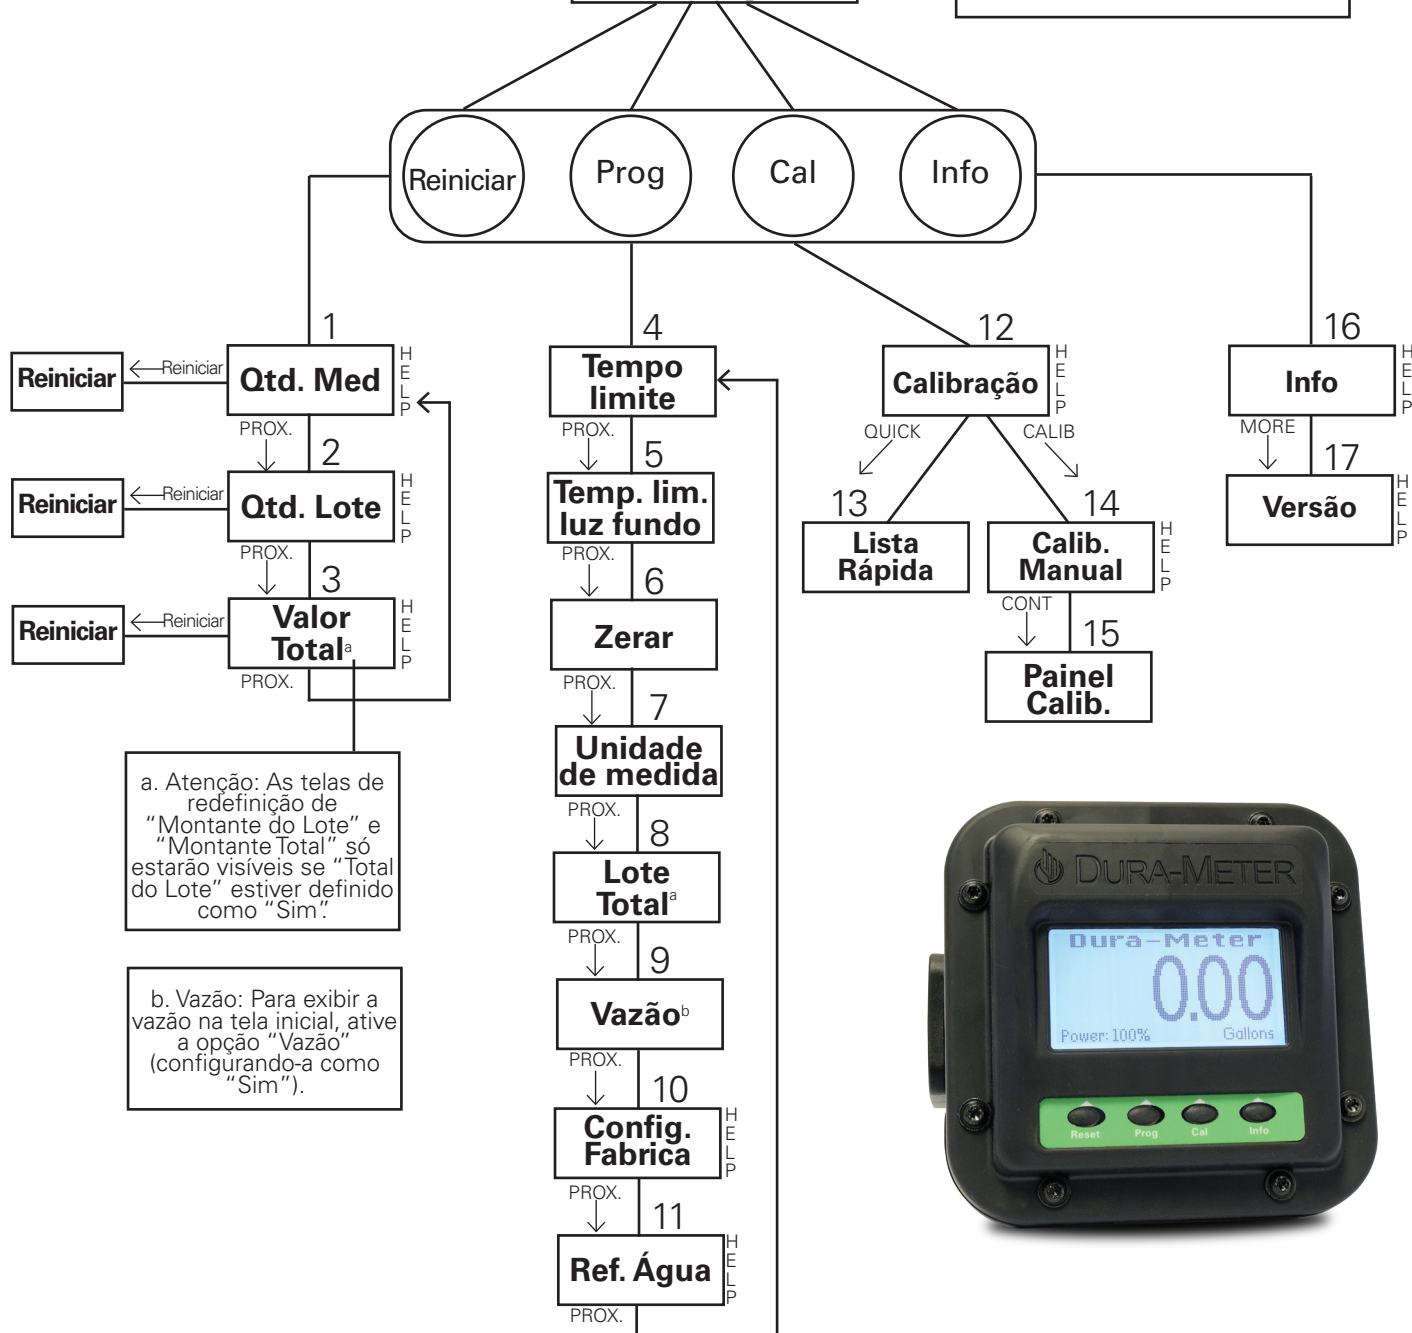 Reiniciar
Prog
Cal
Info
1
Reiniciar
Reiniciar
Qtd. Med
HELP
PROX.
2
Reiniciar
Reiniciar
Qtd. Lote
HELP
PROX.
3
Reiniciar
Reiniciar
Valor
Totalᵃ
HELP
PROX.
a. Atenção: As telas de
redefinição de
“Montante do Lote” e
“Montante Total” só
estarão visíveis se “Total
do Lote” estiver definido
como “Sim”.
b. Vazão: Para exibir a
vazão na tela inicial, ative
a opção “Vazão”
(configurando-a como
“Sim”).
4
Tempo
limite
PROX.
5
Temp. lim.
luz fundo
PROX.
6
Zerar
PROX.
7
Unidade
de medida
PROX.
8
Lote
Totalᵃ
PROX.
9
Vazãoᵇ
PROX.
10
Config.
Fabrica
HELP
PROX.
11
Ref. Água
HELP
PROX.
12
Calibração
HELP
QUICK
CALIB
13
Lista
Rápida
14
Calib.
Manual
HELP
CONT
15
Painel
Calib.
16
Info
HELP
MORE
17
Versão
HELP
DURA-METER
Dura-Meter
0.00
Power: 100%
Gallons
Reset
Prog
Cal
Info